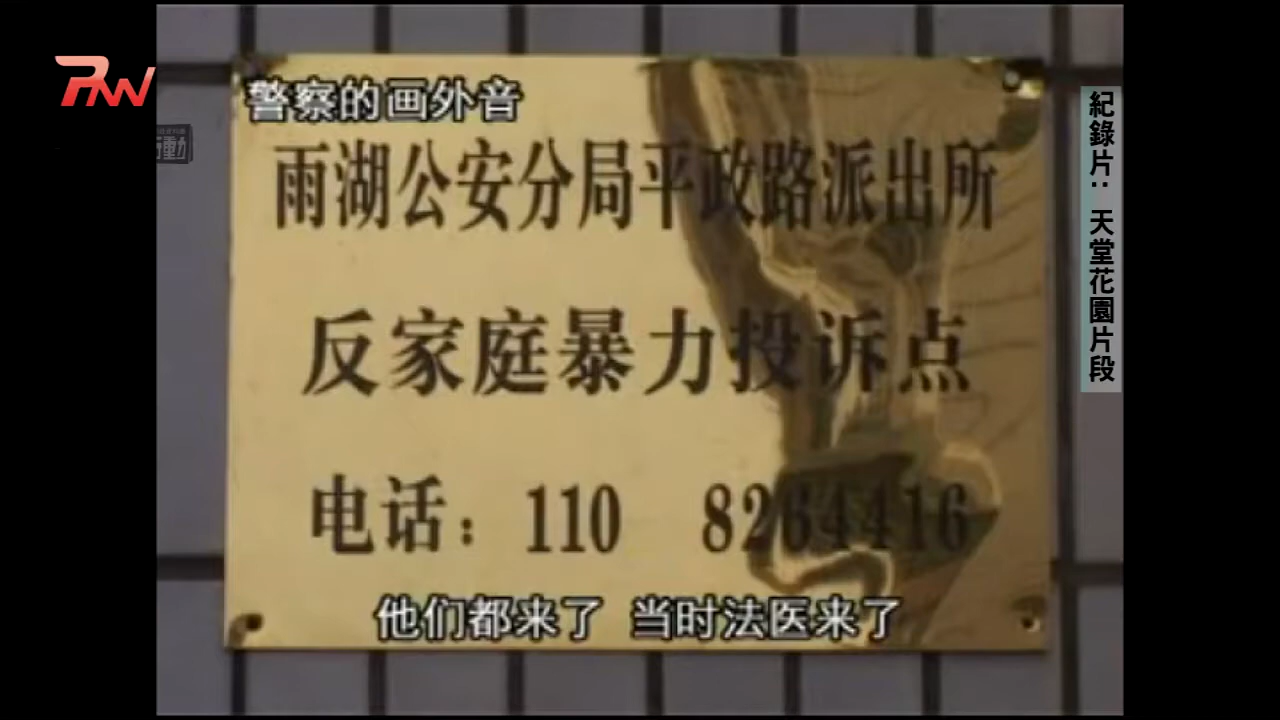 PNW
警察的画外音
雨湖公安分局平政路派出所
反家庭暴力投诉点
电话：110 8264416
他们都来了 当时法医来了
紀錄片：天堂花園片段